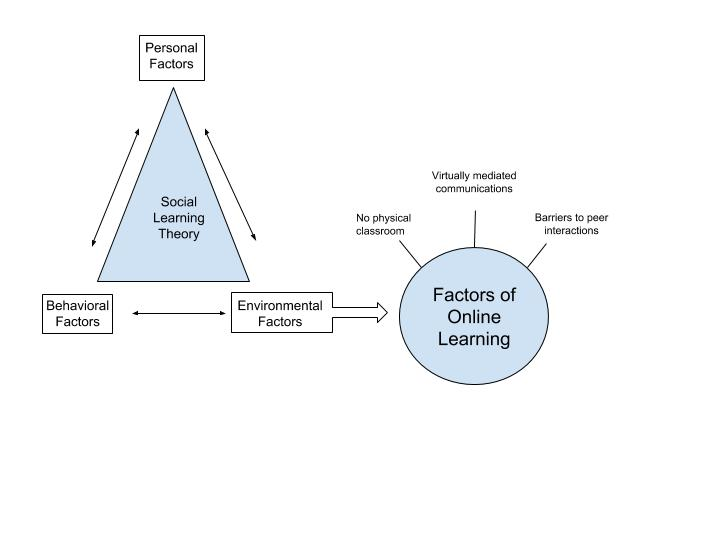 Personal
Factors
Social
Learning
Theory
Behavioral
Factors
Environmental
Factors
Virtually mediated
communications
No physical
classroom
Barriers to peer
interactions
Factors of
Online
Learning